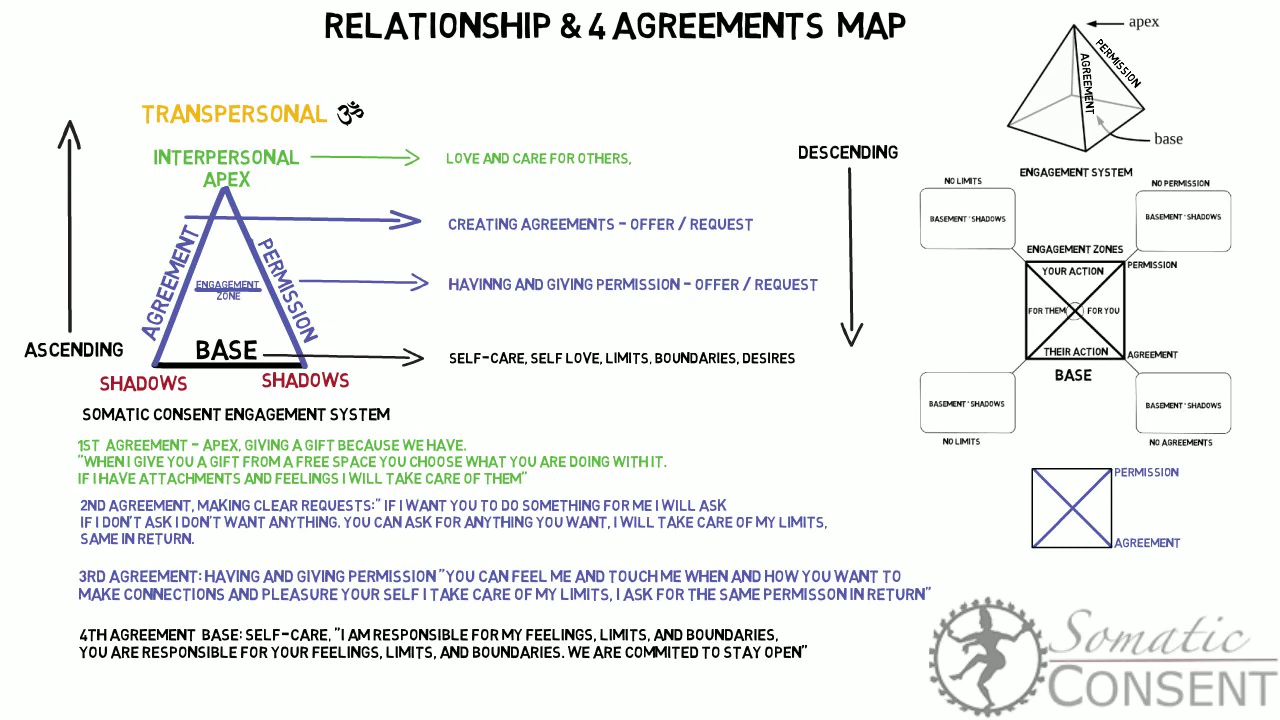 RELATIONSHIP & 4 AGREEMENTS MAP
apex
PERMISSION
AGREEMENT
base
TRANSPERSONAL ॐ
INTERPERSONAL
LOVE AND CARE FOR OTHERS,
APEX
DESCENDING
CREATING AGREEMENTS - OFFER / REQUEST
AGREEMENT
PERMISSION
ENGAGEMENT
ZONE
HAVINNG AND GIVING PERMISSION - OFFER / REQUEST
ASCENDING
BASE
SELF-CARE, SELF LOVE, LIMITS, BOUNDARIES, DESIRES
SHADOWS
SHADOWS
SOMATIC CONSENT ENGAGEMENT SYSTEM
ENGAGEMENT SYSTEM
NO LIMITS
NO PERMISSION
BASEMENT*SHADOWS
BASEMENT*SHADOWS
ENGAGEMENT ZONES
YOUR ACTION
PERMISSION
FOR THEM
FOR YOU
THEIR ACTION
AGREEMENT
BASE
BASEMENT*SHADOWS
BASEMENT*SHADOWS
NO LIMITS
NO AGREEMENTS
PERMISSION
AGREEMENT
1ST AGREEMENT - APEX, GIVING A GIFT BECAUSE WE HAVE.
"WHEN I GIVE YOU A GIFT FROM A FREE SPACE YOU CHOOSE WHAT YOU ARE DOING WITH IT.
IF I HAVE ATTACHMENTS AND FEELINGS I WILL TAKE CARE OF THEM"
2ND AGREEMENT, MAKING CLEAR REQUESTS:" IF I WANT YOU TO DO SOMETHING FOR ME I WILL ASK
IF I DON'T ASK I DON'T WANT ANYTHING. YOU CAN ASK FOR ANYTHING YOU WANT, I WILL TAKE CARE OF MY LIMITS,
SAME IN RETURN.
3RD AGREEMENT: HAVING AND GIVING PERMISSION "YOU CAN FEEL ME AND TOUCH ME WHEN AND HOW YOU WANT TO
MAKE CONNECTIONS AND PLEASURE YOUR SELF I TAKE CARE OF MY LIMITS, I ASK FOR THE SAME PERMISSON IN RETURN"
4TH AGREEMENT BASE: SELF-CARE, "I AM RESPONSIBLE FOR MY FEELINGS, LIMITS, AND BOUNDARIES,
YOU ARE RESPONSIBLE FOR YOUR FEELINGS, LIMITS, AND BOUNDARIES. WE ARE COMMITED TO STAY OPEN"
Somatic
CONSENT